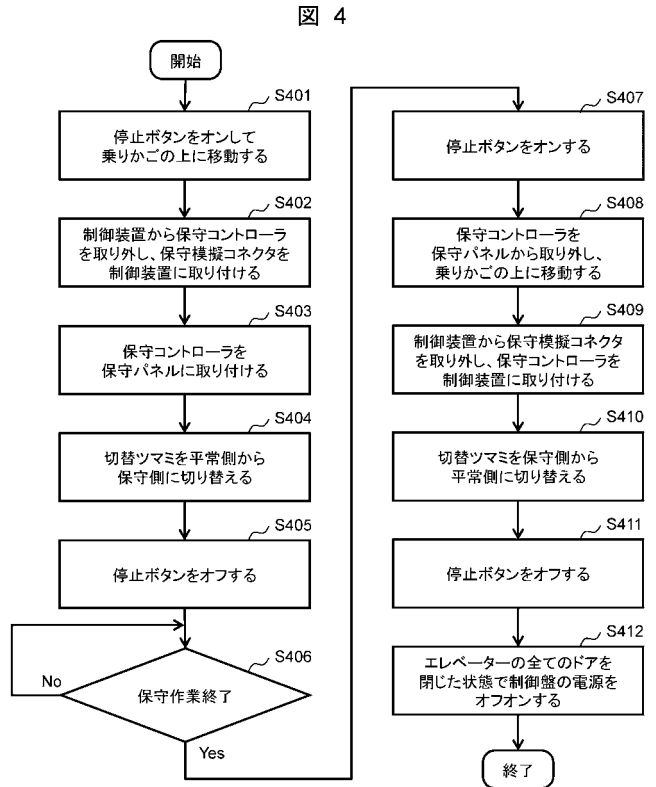 図 4
開始
S401
停止ボタンをオンして
乗りかごの上に移動する
S402
制御装置から保守コントローラ
を取り外し、保守模擬コネクタを
制御装置に取り付ける
S403
保守コントローラを
保守パネルに取り付ける
S404
切替ツマミを平常側から
保守側に切り替える
S405
停止ボタンをオフする
S406
保守作業終了
No
Yes
S407
停止ボタンをオンする
S408
保守コントローラを
保守パネルから取り外し、
乗りかごの上に移動する
S409
制御装置から保守模擬コネクタ
を取り外し、保守コントローラを
制御装置に取り付ける
S410
切替ツマミを保守側から
平常側に切り替える
S411
停止ボタンをオフする
S412
エレベーターの全てのドアを
閉じた状態で制御盤の電源を
オフオンする
終了